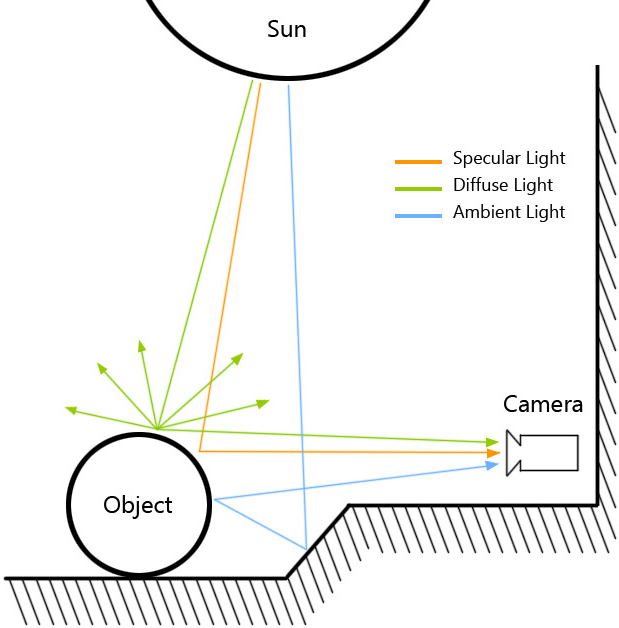 Sun
Specular Light
Diffuse Light
Ambient Light
Camera
Object